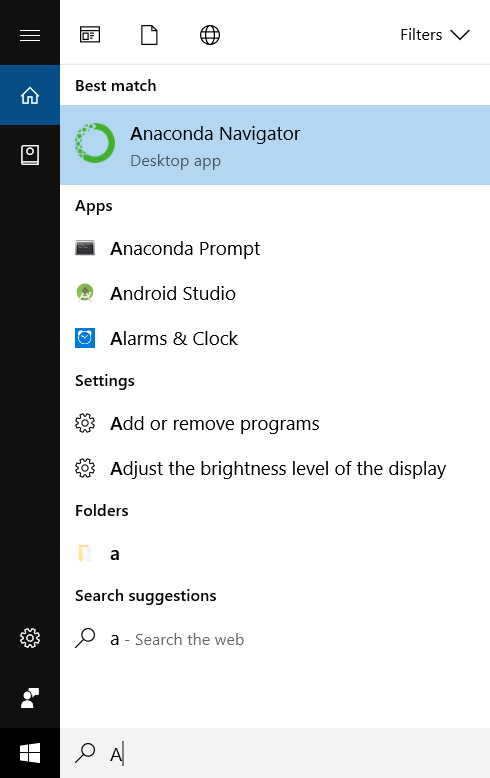 Filters
Best match
Anaconda Navigator
Desktop app
Apps
Anaconda Prompt
Android Studio
Alarms & Clock
Settings
Add or remove programs
Adjust the brightness level of the display
Folders
a
Search suggestions
a - Search the web
A